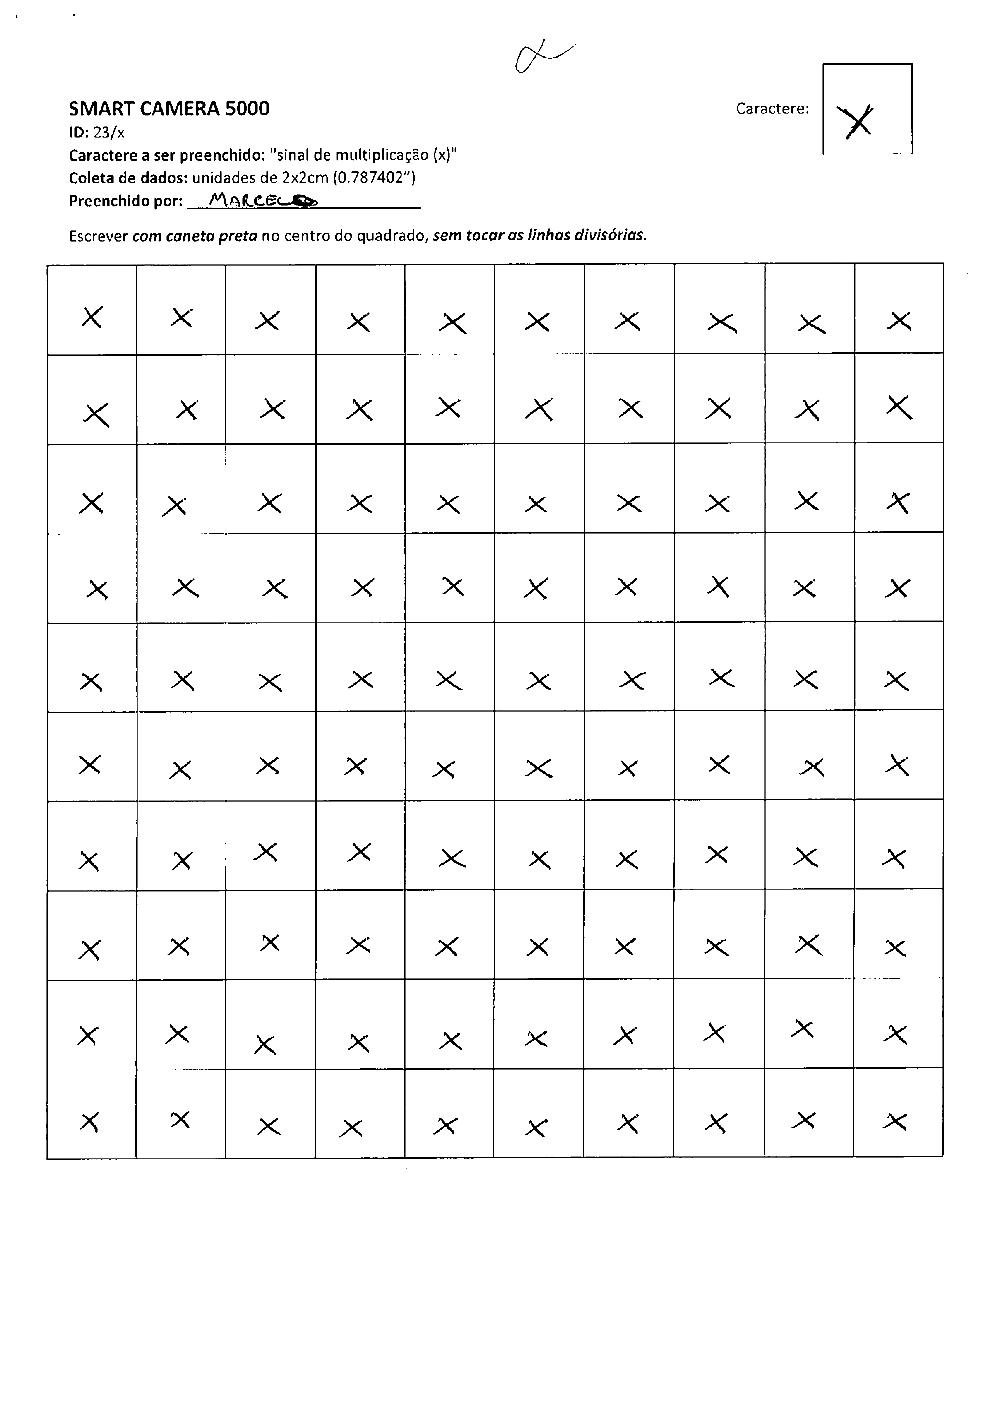 SMART CAMERA 5000
ID: 23/x
Caractere a ser preenchido: "sinal de multiplicação (x)"
Coleta de dados: unidades de 2x2cm (0.787402")
Preenchido por: MARCELO
Caractere: X
Escrever com caneta preta no centro do quadrado, sem tocar as linhas divisórias.
X X X X X X X X X X
X X X X X X X X X X
X X X X X X X X X X
X X X X X X X X X X
X X X X X X X X X X
X X X X X X X X X X
X X X X X X X X X X
X X X X X X X X X X
X X X X X X X X X X
X X X X X X X X X X